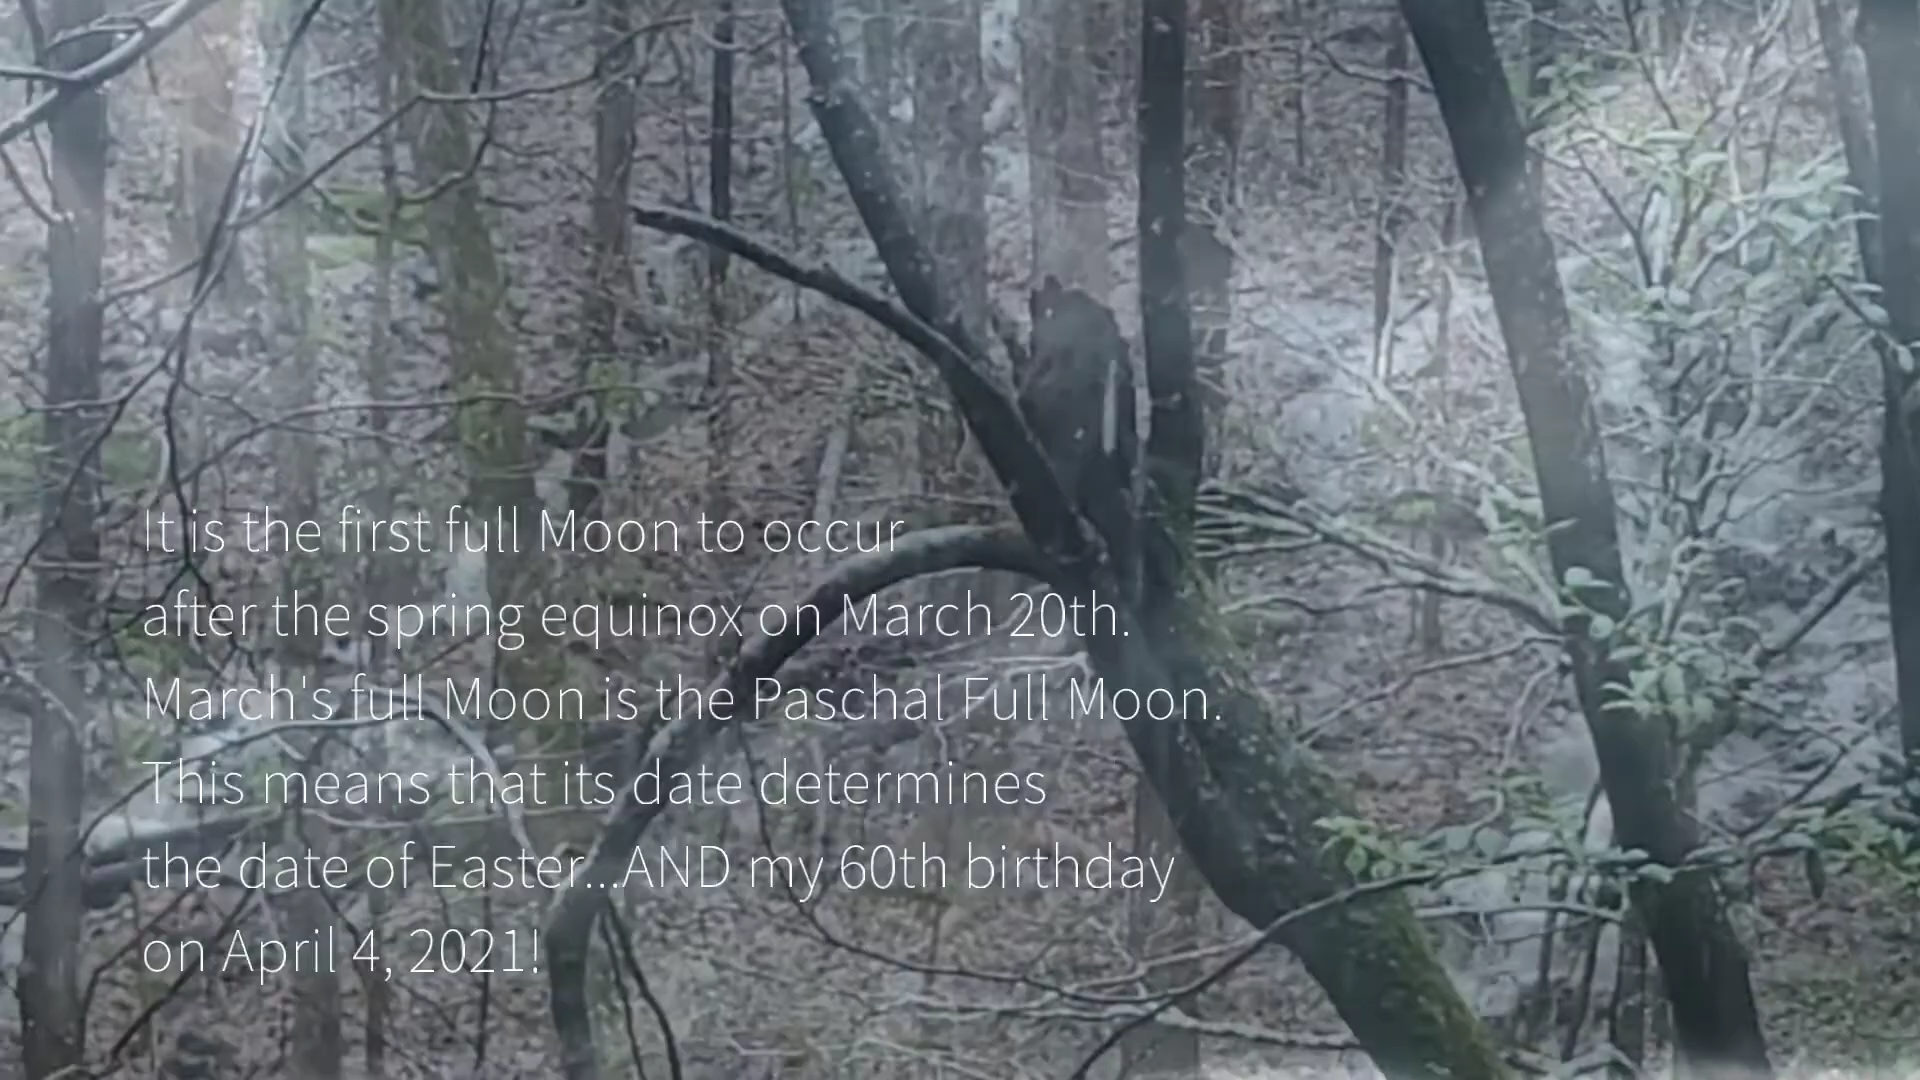 It is the first full Moon to occur
after the spring equinox on March 20th.
March's full Moon is the Paschal Full Moon.
This means that its date determines
the date of Easter...AND my 60th birthday
on April 4, 2021!